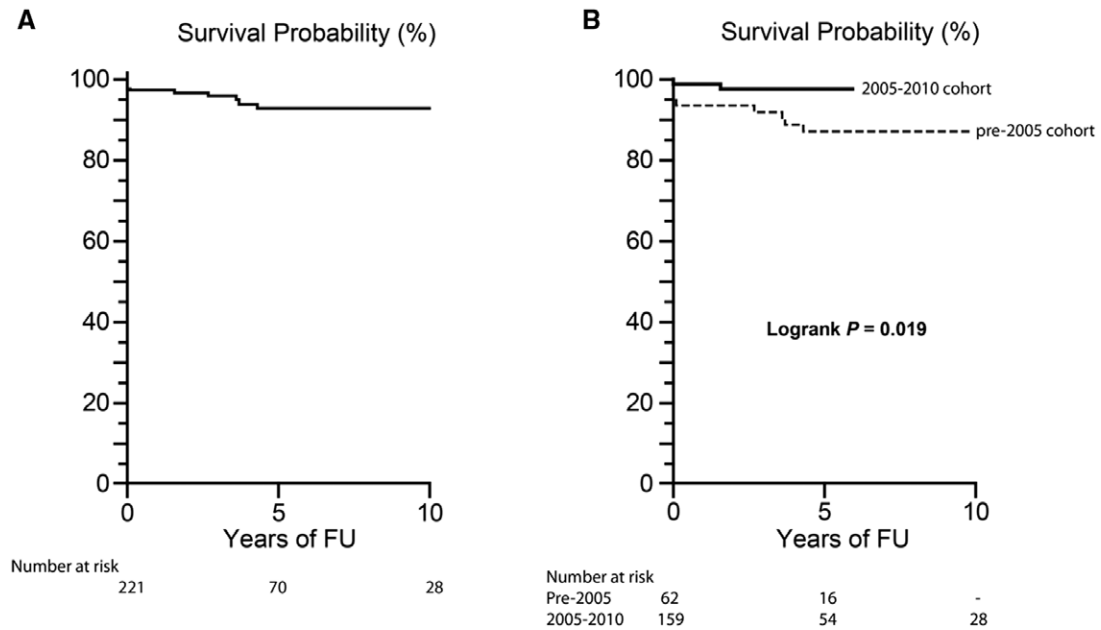 A
Survival Probability (%)
100
80
60
40
20
0
0 5 10
Years of FU
Number at risk
221 70 28
B
Survival Probability (%)
100
80
60
40
20
0
2005-2010 cohort
pre-2005 cohort
Logrank P = 0.019
0 5 10
Years of FU
Number at risk
Pre-2005 62 16 -
2005-2010 159 54 28